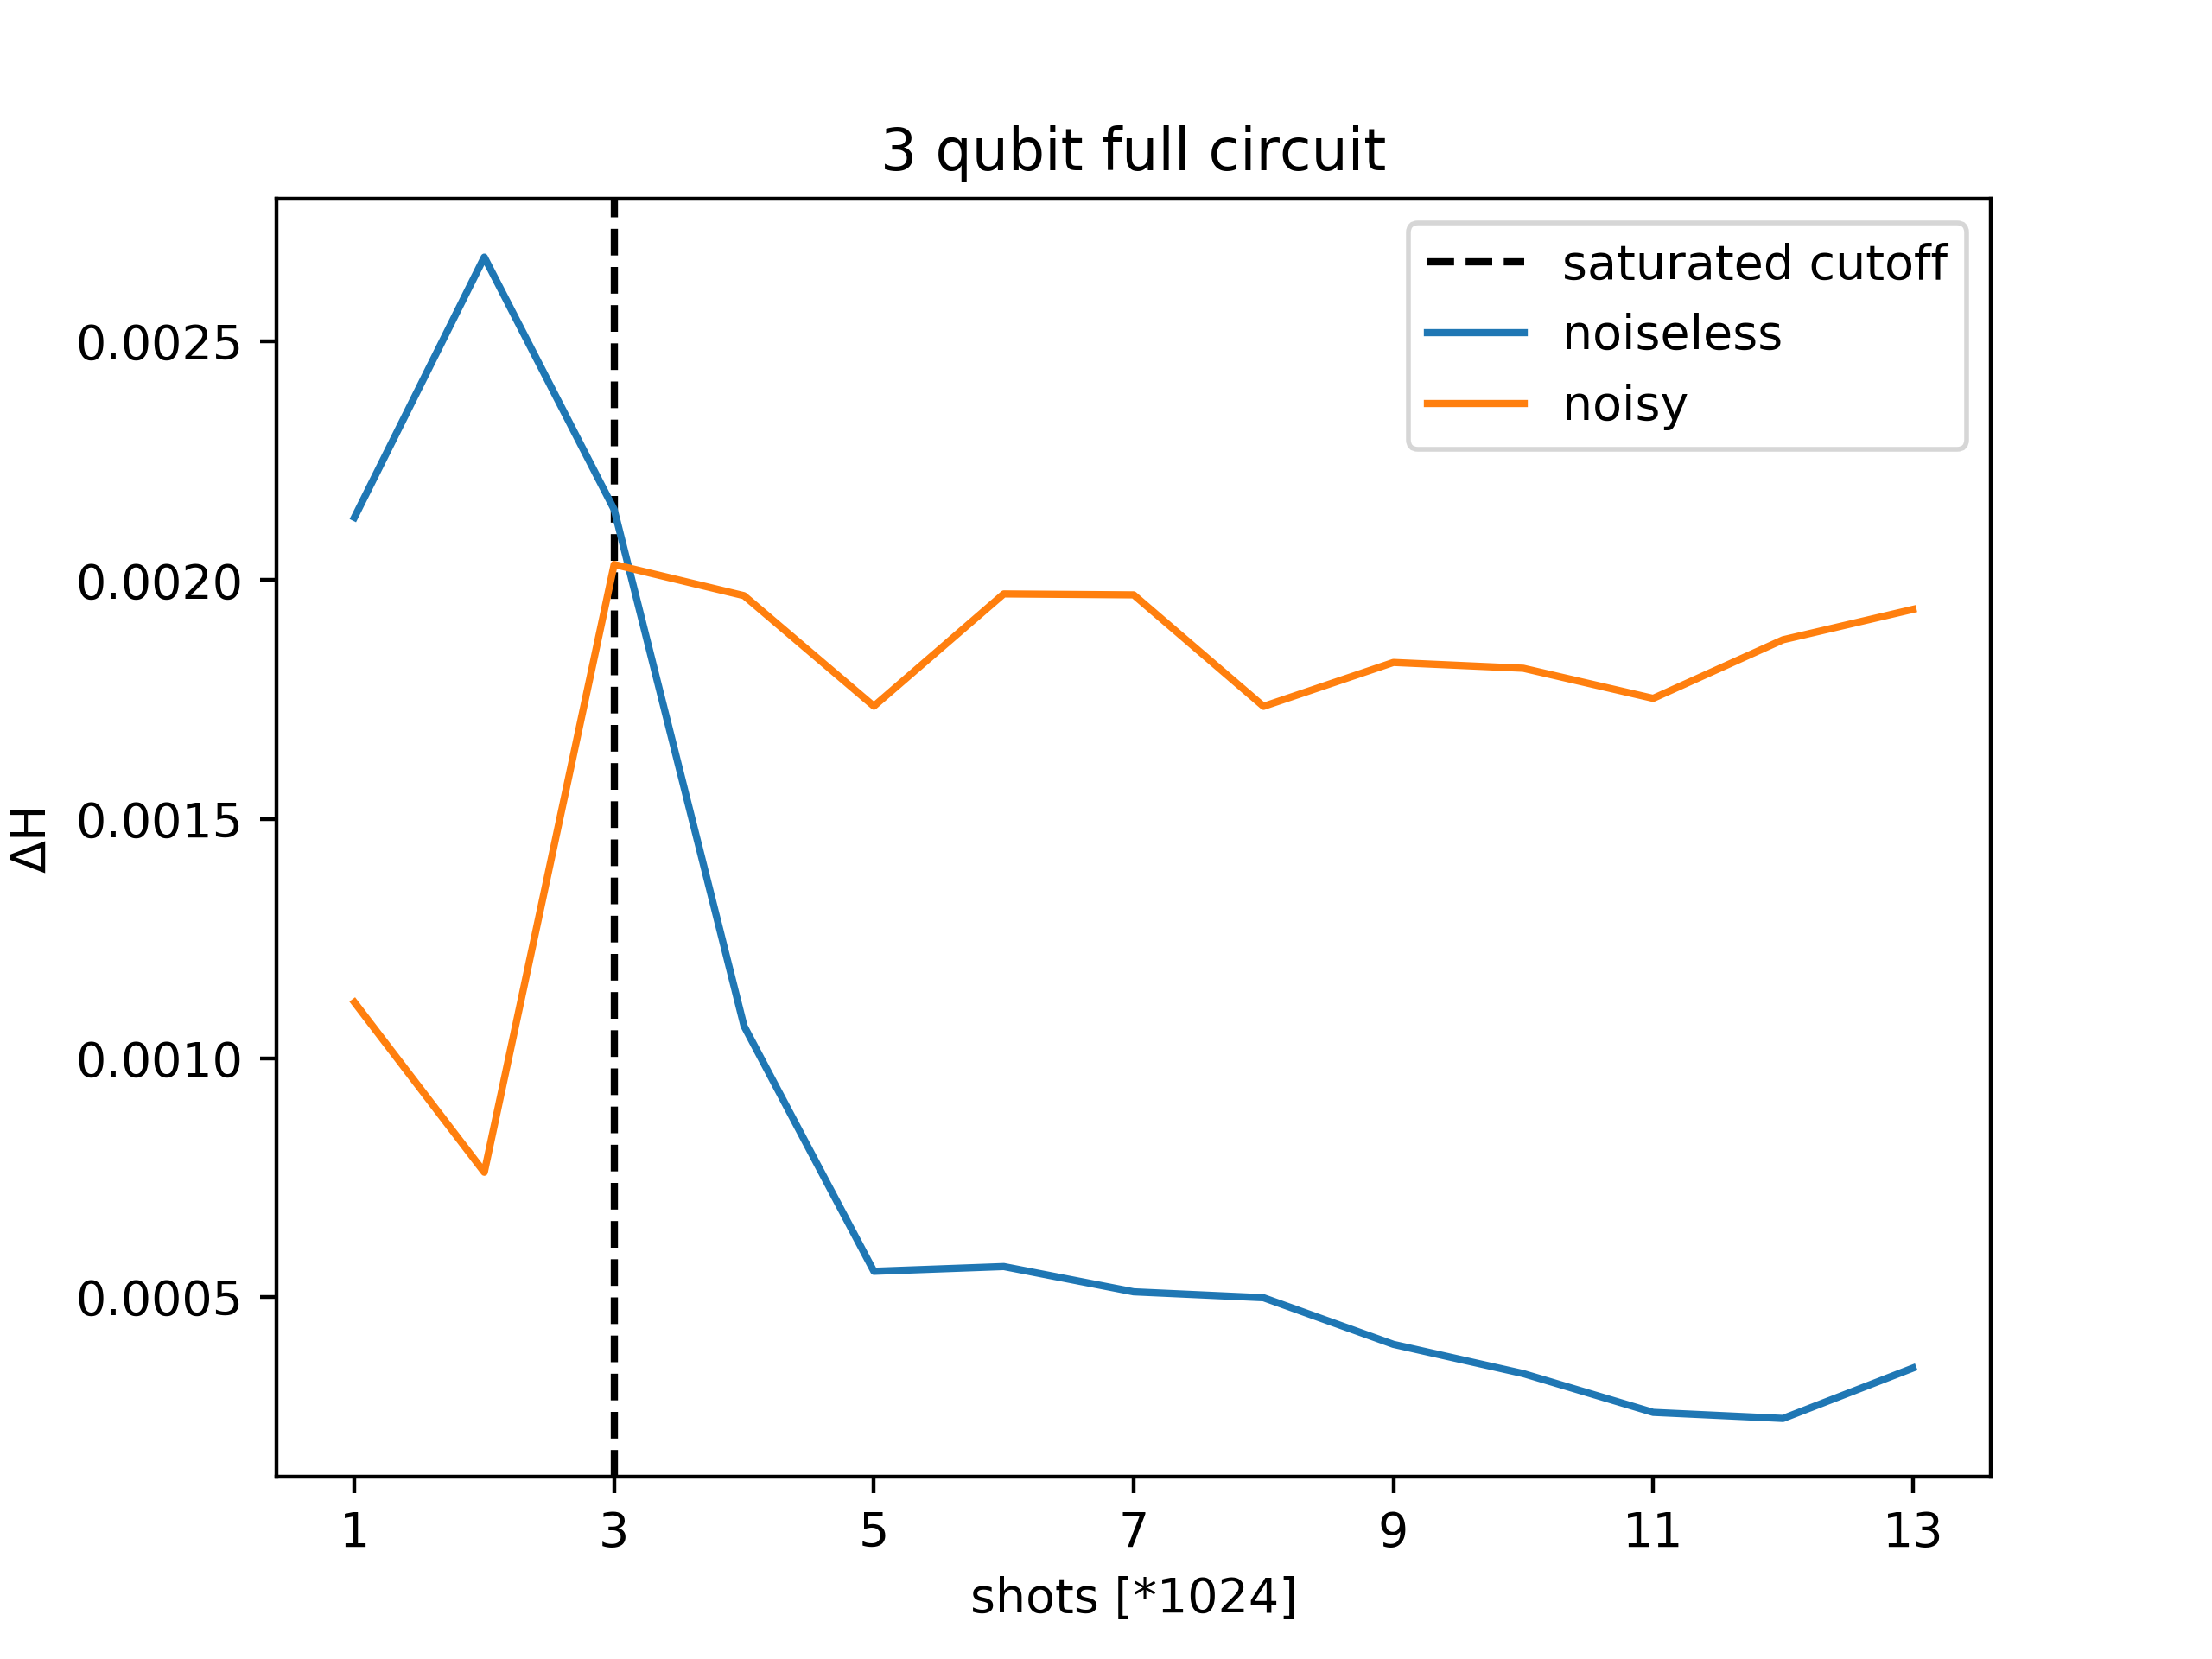 3 qubit full circuit
saturated cutoff
noiseless
noisy
0.0025
0.0020
0.0015
0.0010
0.0005
ΔH
1 3 5 7 9 11 13
shots [*1024]